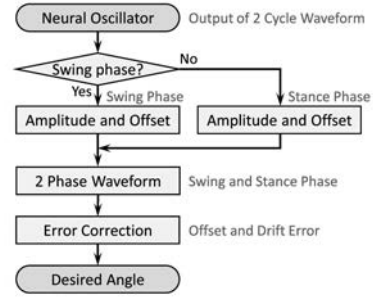 Neural Oscillator Output of 2 Cycle Waveform
Swing phase? No
Yes Swing Phase Stance Phase
Amplitude and Offset Amplitude and Offset
2 Phase Waveform Swing and Stance Phase
Error Correction Offset and Drift Error
Desired Angle